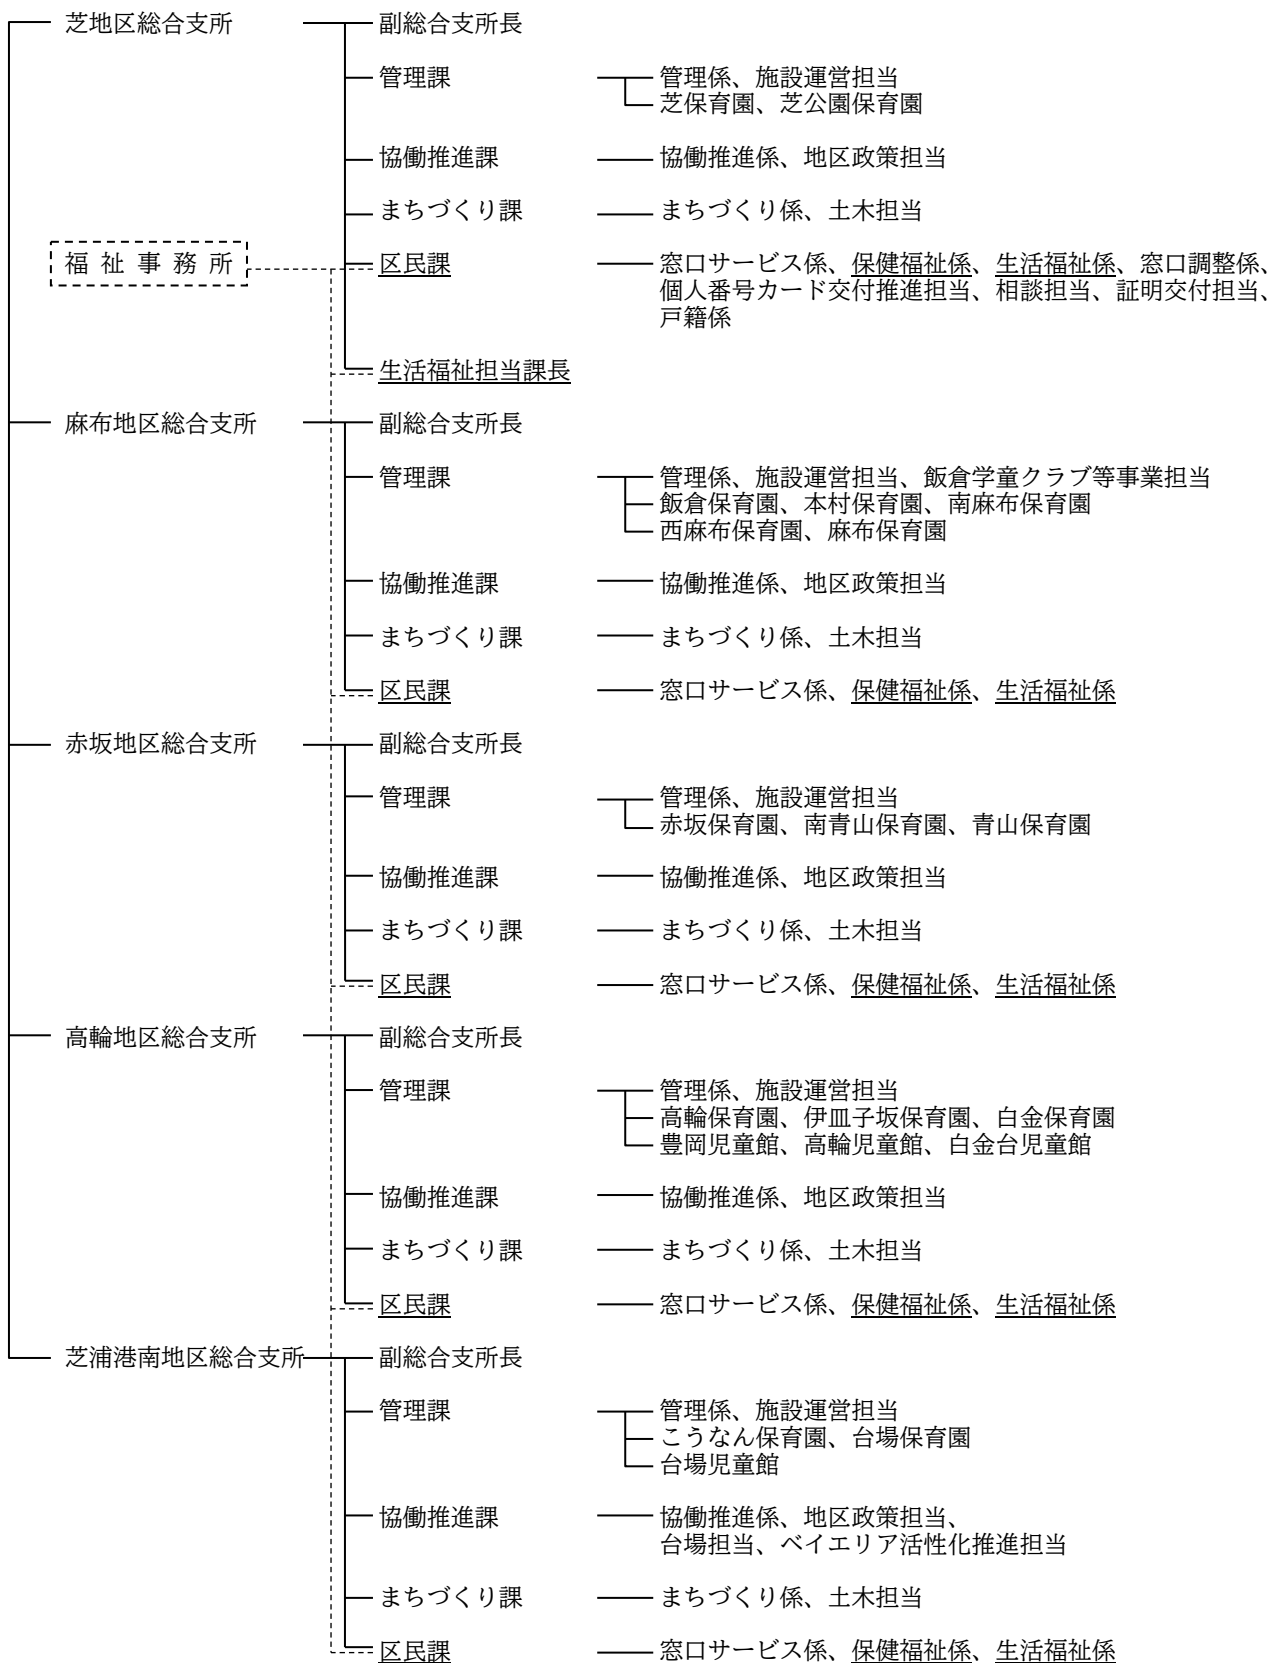 芝地区総合支所 副総合支所長
管理課 管理係、施設運営担当
芝保育園、芝公園保育園
協働推進課 協働推進係、地区政策担当
まちづくり課 まちづくり係、土木担当
福祉事務所 区民課 窓口サービス係、保健福祉係、生活福祉係、窓口調整係、
個人番号カード交付推進担当、相談担当、証明交付担当、
戸籍係
生活福祉担当課長
麻布地区総合支所 副総合支所長
管理課 管理係、施設運営担当、飯倉学童クラブ等事業担当
飯倉保育園、本村保育園、南麻布保育園
西麻布保育園、麻布保育園
協働推進課 協働推進係、地区政策担当
まちづくり課 まちづくり係、土木担当
区民課 窓口サービス係、保健福祉係、生活福祉係
赤坂地区総合支所 副総合支所長
管理課 管理係、施設運営担当
赤坂保育園、南青山保育園、青山保育園
協働推進課 協働推進係、地区政策担当
まちづくり課 まちづくり係、土木担当
区民課 窓口サービス係、保健福祉係、生活福祉係
高輪地区総合支所 副総合支所長
管理課 管理係、施設運営担当
高輪保育園、伊皿子坂保育園、白金保育園
豊岡児童館、高輪児童館、白金台児童館
協働推進課 協働推進係、地区政策担当
まちづくり課 まちづくり係、土木担当
区民課 窓口サービス係、保健福祉係、生活福祉係
芝浦港南地区総合支所 副総合支所長
管理課 管理係、施設運営担当
こうなん保育園、台場保育園
台場児童館
協働推進課 協働推進係、地区政策担当、
台場担当、ベイエリア活性化推進担当
まちづくり課 まちづくり係、土木担当
区民課 窓口サービス係、保健福祉係、生活福祉係